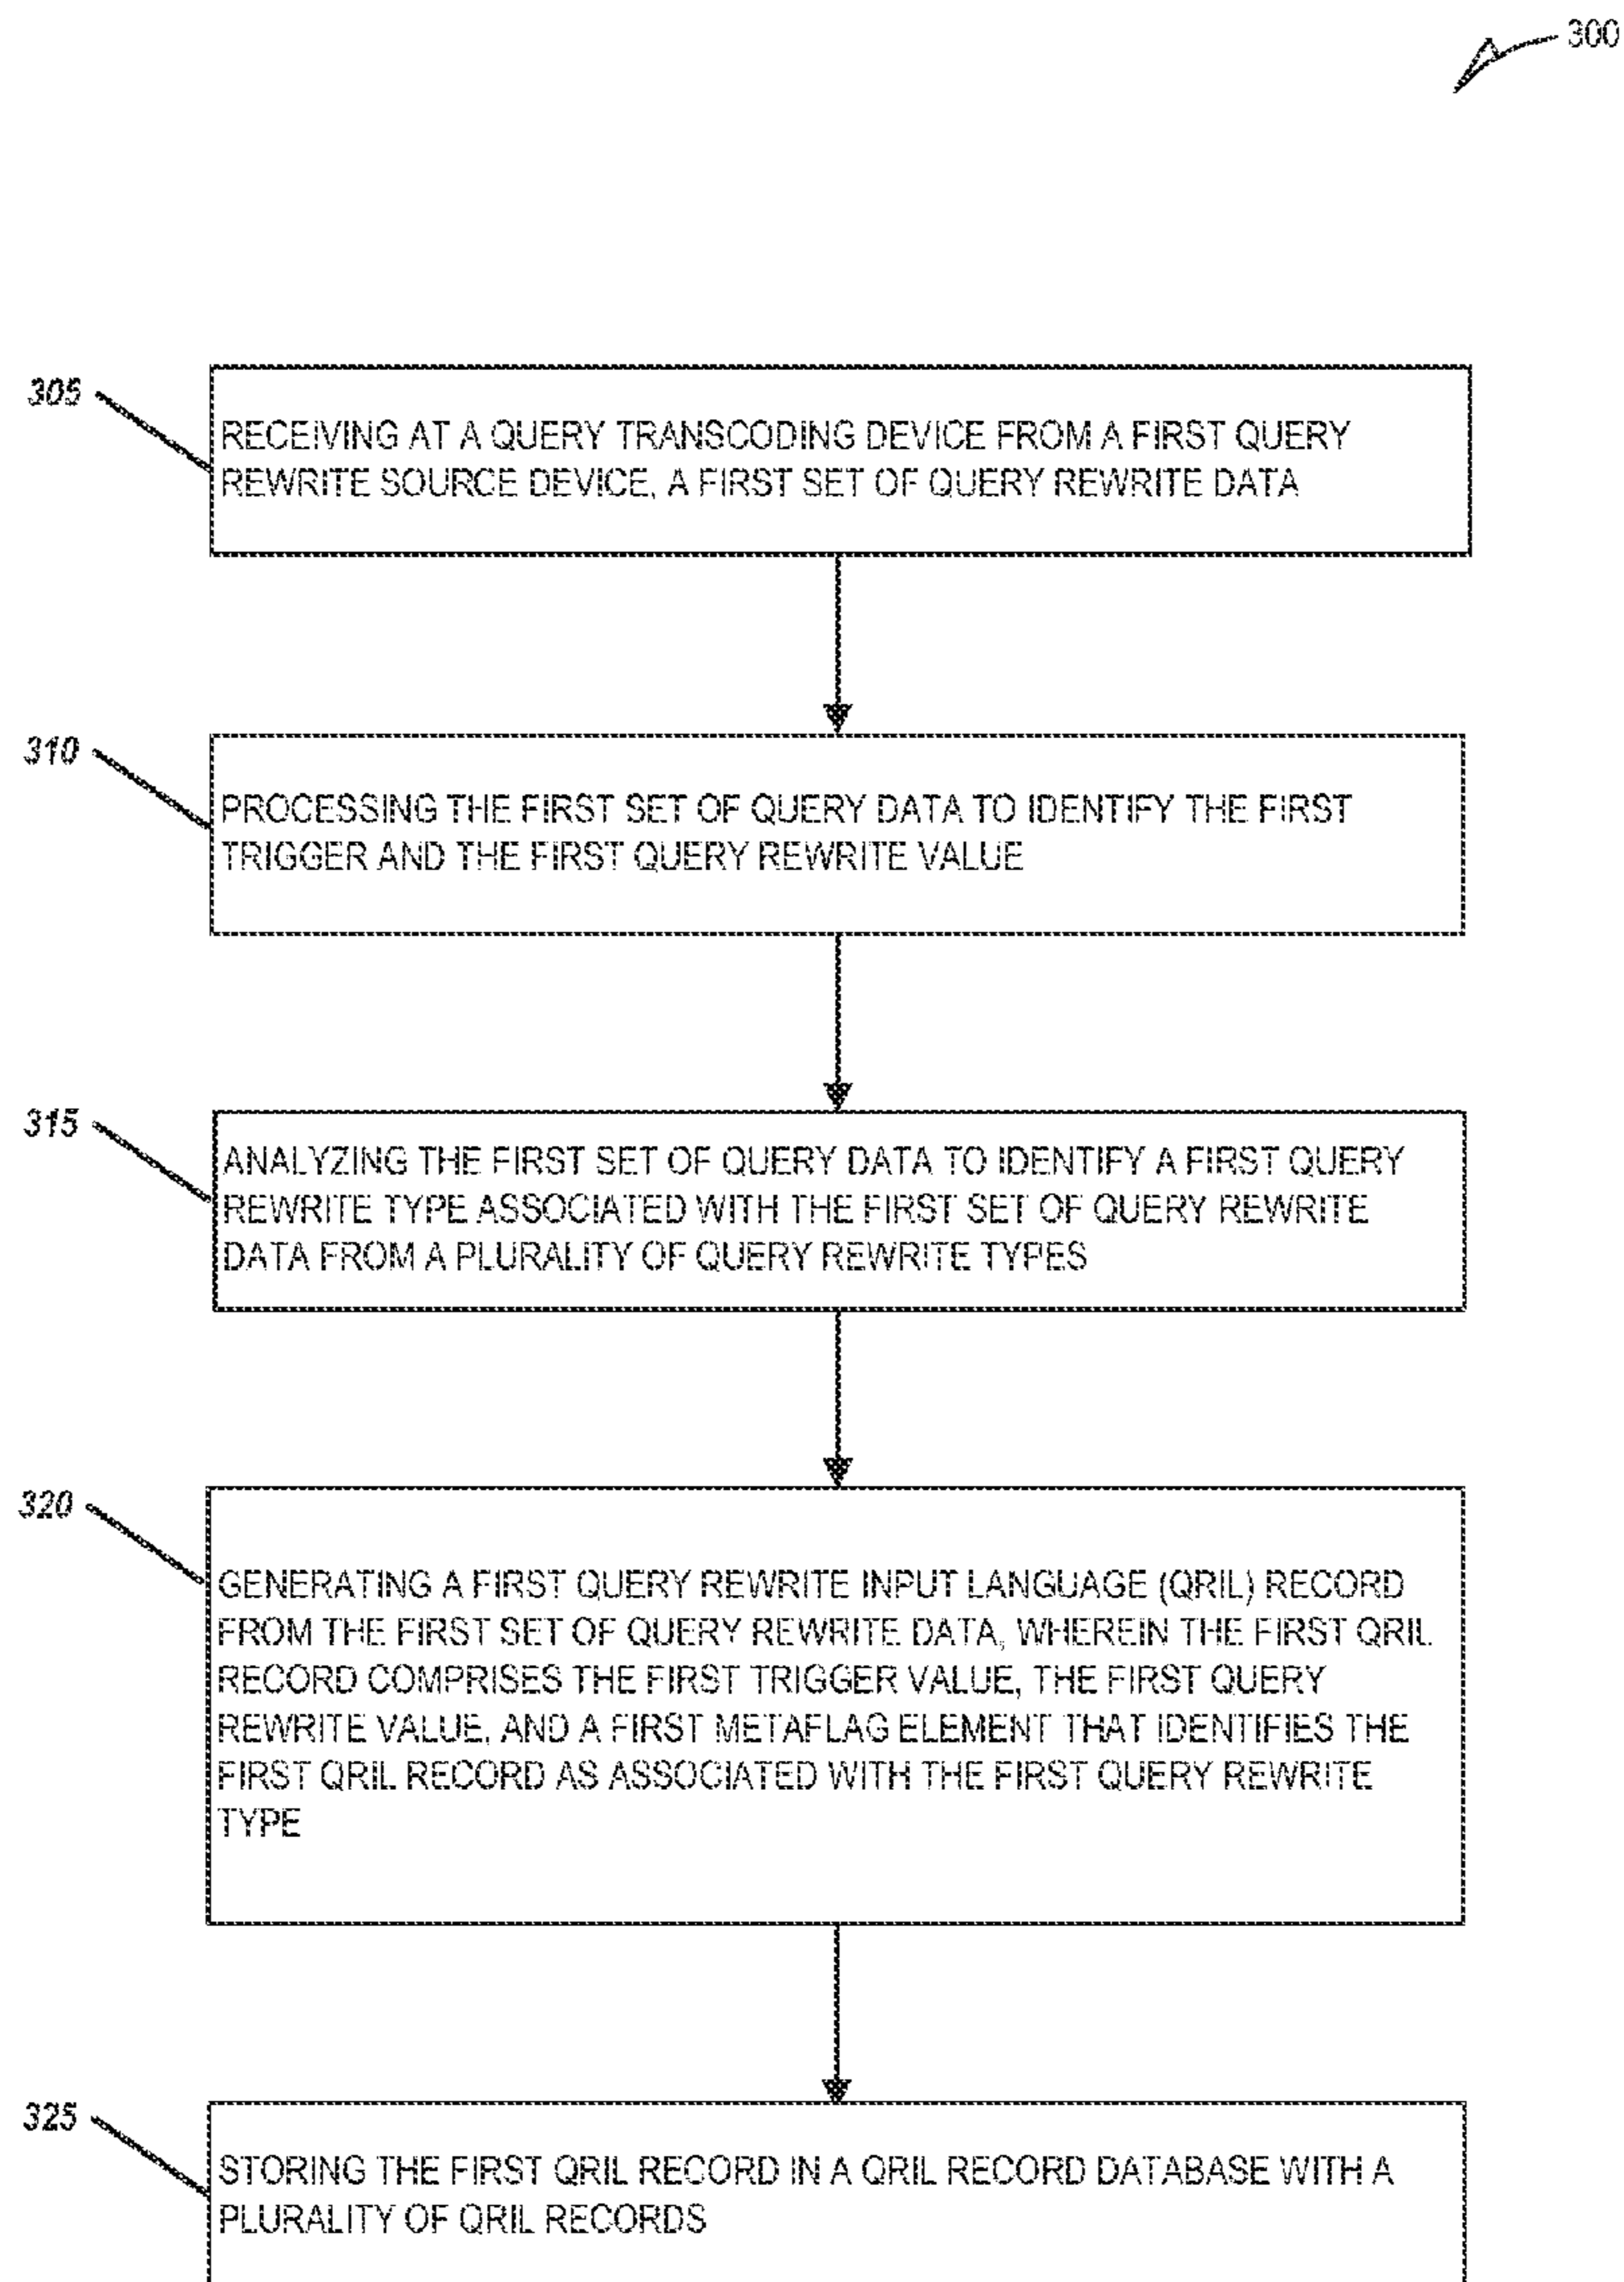 300
305
RECEIVING AT A QUERY TRANSCODING DEVICE FROM A FIRST QUERY
REWRITE SOURCE DEVICE, A FIRST SET OF QUERY REWRITE DATA
310
PROCESSING THE FIRST SET OF QUERY DATA TO IDENTIFY THE FIRST
TRIGGER AND THE FIRST QUERY REWRITE VALUE
315
ANALYZING THE FIRST SET OF QUERY DATA TO IDENTIFY A FIRST QUERY
REWRITE TYPE ASSOCIATED WITH THE FIRST SET OF QUERY REWRITE
DATA FROM A PLURALITY OF QUERY REWRITE TYPES
320
GENERATING A FIRST QUERY REWRITE INPUT LANGUAGE (QRIL) RECORD
FROM THE FIRST SET OF QUERY REWRITE DATA, WHEREIN THE FIRST QRIL
RECORD COMPRISES THE FIRST TRIGGER VALUE, THE FIRST QUERY
REWRITE VALUE, AND A FIRST METAFLAG ELEMENT THAT IDENTIFIES THE
FIRST QRIL RECORD AS ASSOCIATED WITH THE FIRST QUERY REWRITE
TYPE
325
STORING THE FIRST QRIL RECORD IN A QRIL RECORD DATABASE WITH A
PLURALITY OF QRIL RECORDS